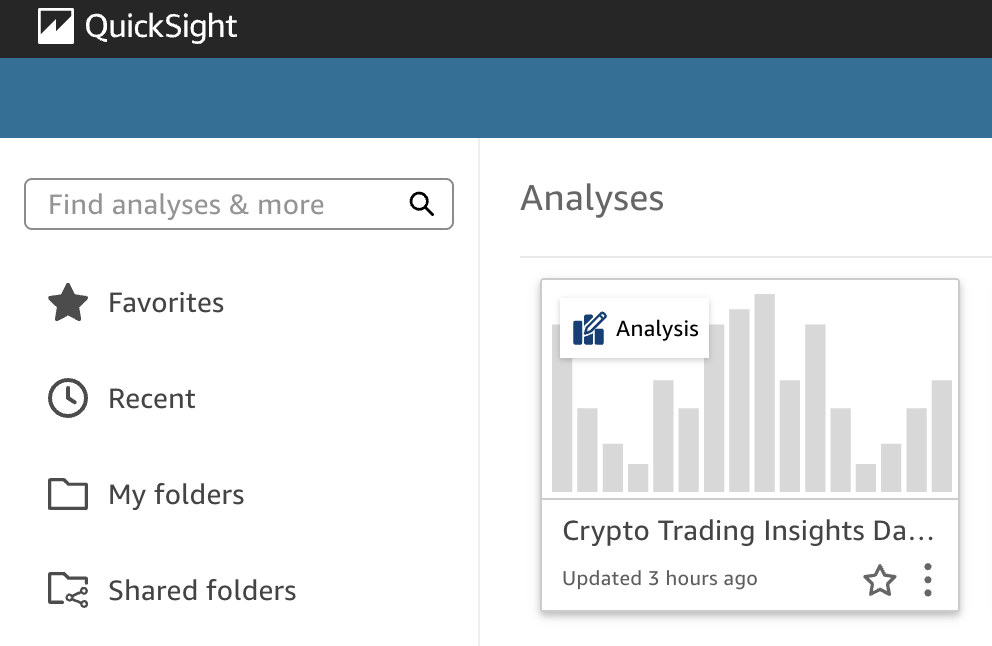 QuickSight
Find analyses & more
Favorites
Recent
My folders
Shared folders
Analyses
Analysis
Crypto Trading Insights Da...
Updated 3 hours ago